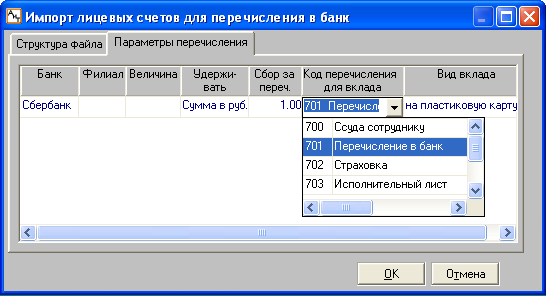 Импорт лицевых счетов для перечисления в банк
Структура файла Параметры перечисления
Банк Филиал Величина Удержи- Сбор за Код перечисления Вид вклада
вать переч. для вклада
Сбербанк Сумма в руб. 1.00 701 Перечисл на пластиковую карту
700 Ссуда сотруднику
701 Перечисление в банк
702 Страховка
703 Исполнительный лист
OK Отмена